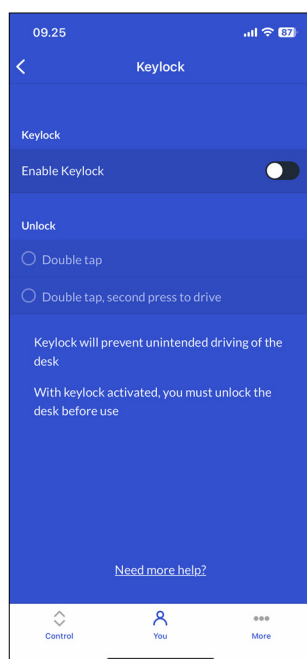 09.25
87
Keylock
Keylock
Enable Keylock
Unlock
Double tap
Double tap, second press to drive
Keylock will prevent unintended driving of the
desk
With keylock activated, you must unlock the
desk before use
Need more help?
Control You More